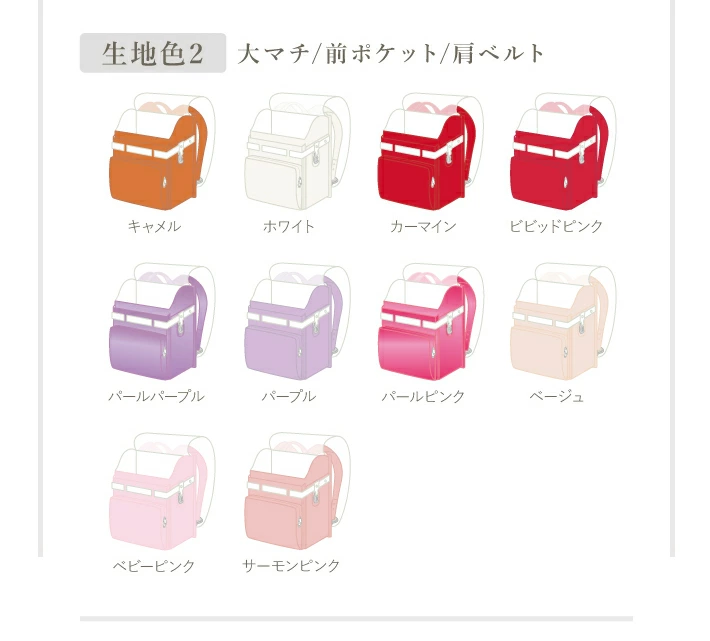 生地色2 大マチ/前ポケット/肩ベルト
キャメル ホワイト カーマイン ビビッドピンク
パールパープル パープル パールピンク ベージュ
ベビーピンク サーモンピンク